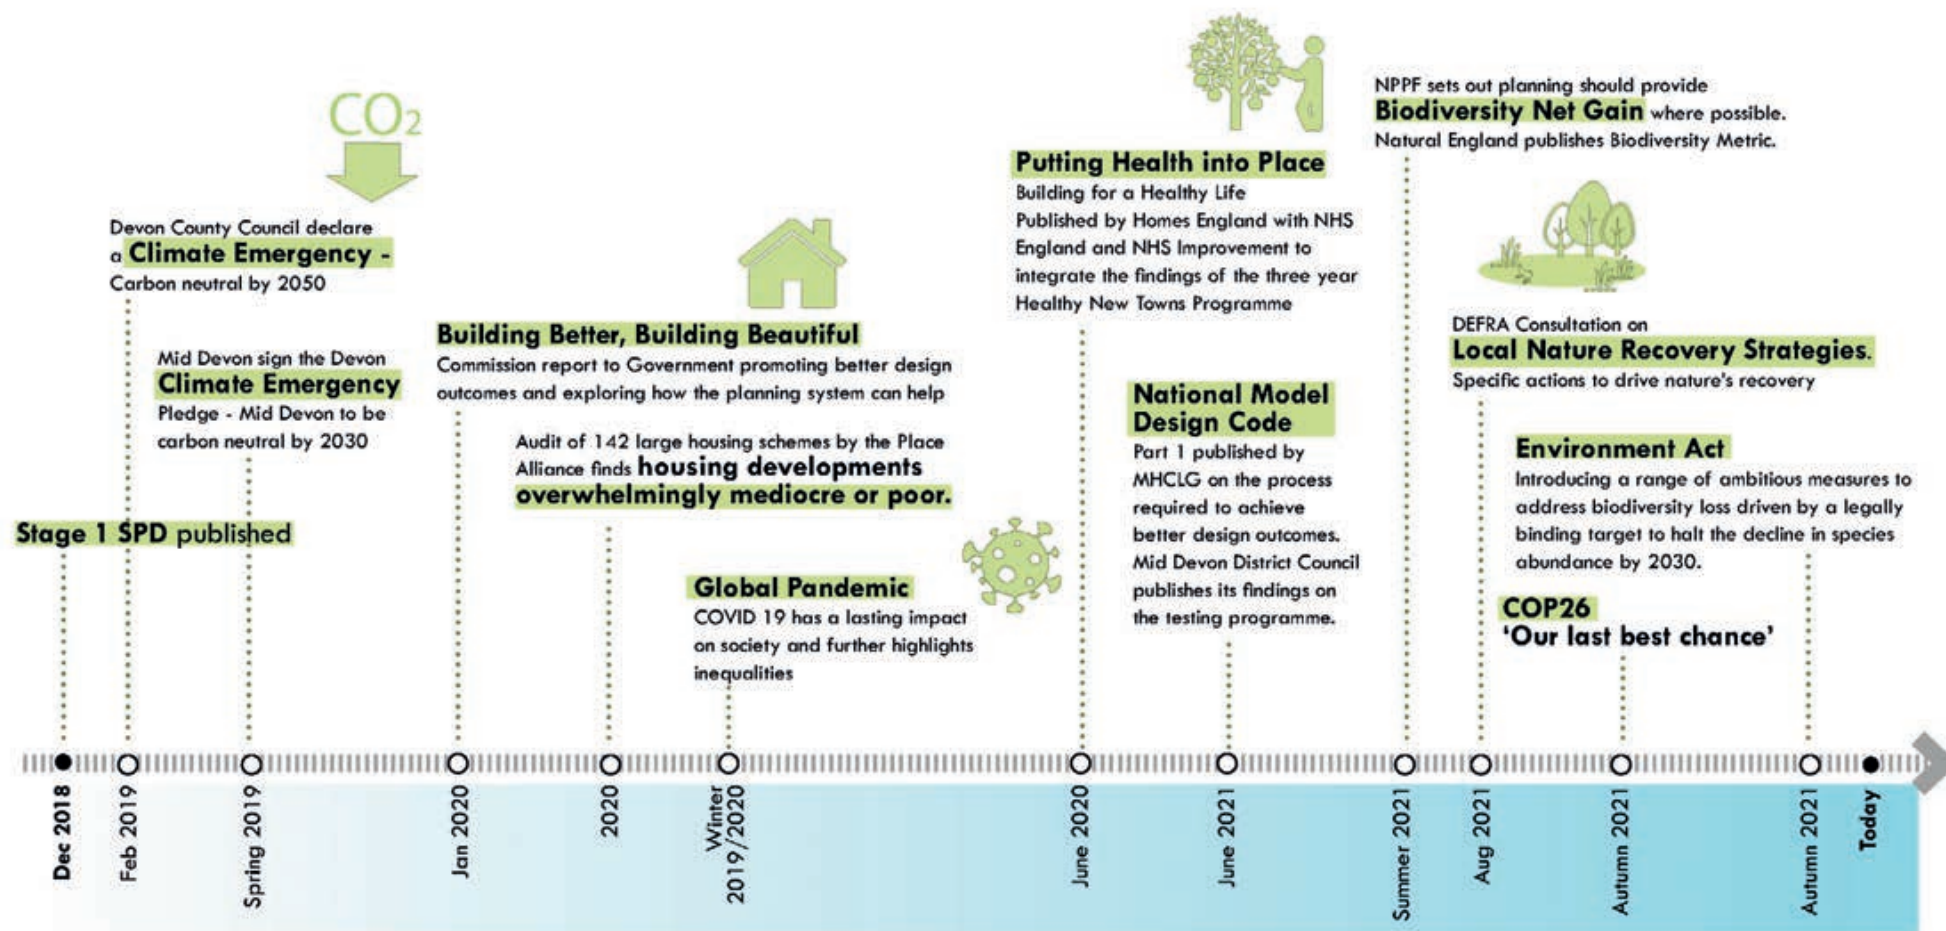 CO2
Devon County Council declare
a Climate Emergency -
Carbon neutral by 2050
Mid Devon sign the Devon
Climate Emergency
Pledge - Mid Devon to be
carbon neutral by 2030
Stage 1 SPD published
Building Better, Building Beautiful
Commission report to Government promoting better design
outcomes and exploring how the planning system can help
Audit of 142 large housing schemes by the Place
Alliance finds housing developments
overwhelmingly mediocre or poor.
Global Pandemic
COVID 19 has a lasting impact
on society and further highlights
inequalities
Putting Health into Place
Building for a Healthy Life
Published by Homes England with NHS
England and NHS Improvement to
integrate the findings of the three year
Healthy New Towns Programme
National Model
Design Code
Part 1 published by
MHCLG on the process
required to achieve
better design outcomes.
Mid Devon District Council
publishes its findings on
the testing programme.
NPPF sets out planning should provide
Biodiversity Net Gain where possible.
Natural England publishes Biodiversity Metric.
DEFRA Consultation on
Local Nature Recovery Strategies.
Specific actions to drive nature's recovery
Environment Act
Introducing a range of ambitious measures to
address biodiversity loss driven by a legally
binding target to halt the decline in species
abundance by 2030.
COP26
‘Our last best chance’
Dec 2018
Feb 2019
Spring 2019
Jan 2020
2020
Winter
2019/2020
June 2020
June 2021
Summer 2021
Aug 2021
Autumn 2021
Autumn 2021
Today